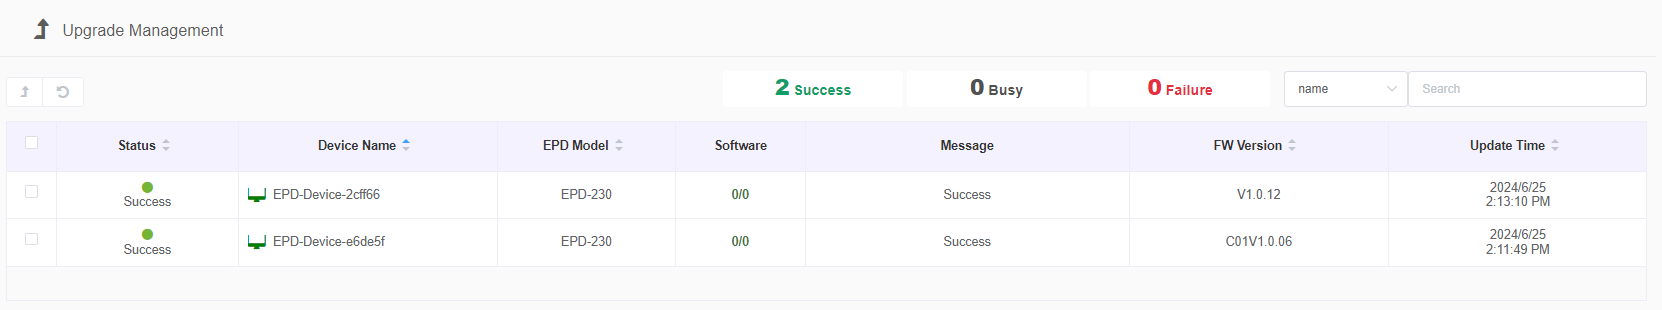 Upgrade Management
2 Success 0 Busy 0 Failure name Search
Status Device Name EPD Model Software Message FW Version Update Time
Success EPD-Device-2cff66 EPD-230 0/0 Success V1.0.12 2024/6/25
2:13:10 PM
Success EPD-Device-e6de5f EPD-230 0/0 Success C01V1.0.06 2024/6/25
2:11:49 PM